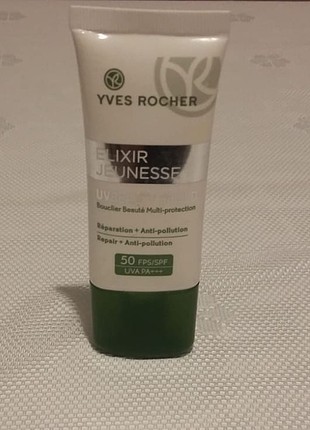 YVES ROCHER
ELIXIR
JEUNESSE
UV
Bouclier Beauté Multi-protection
Réparation + Anti-pollution
Repair + Anti-pollution
50 FPS/SPF
UVA PA+++